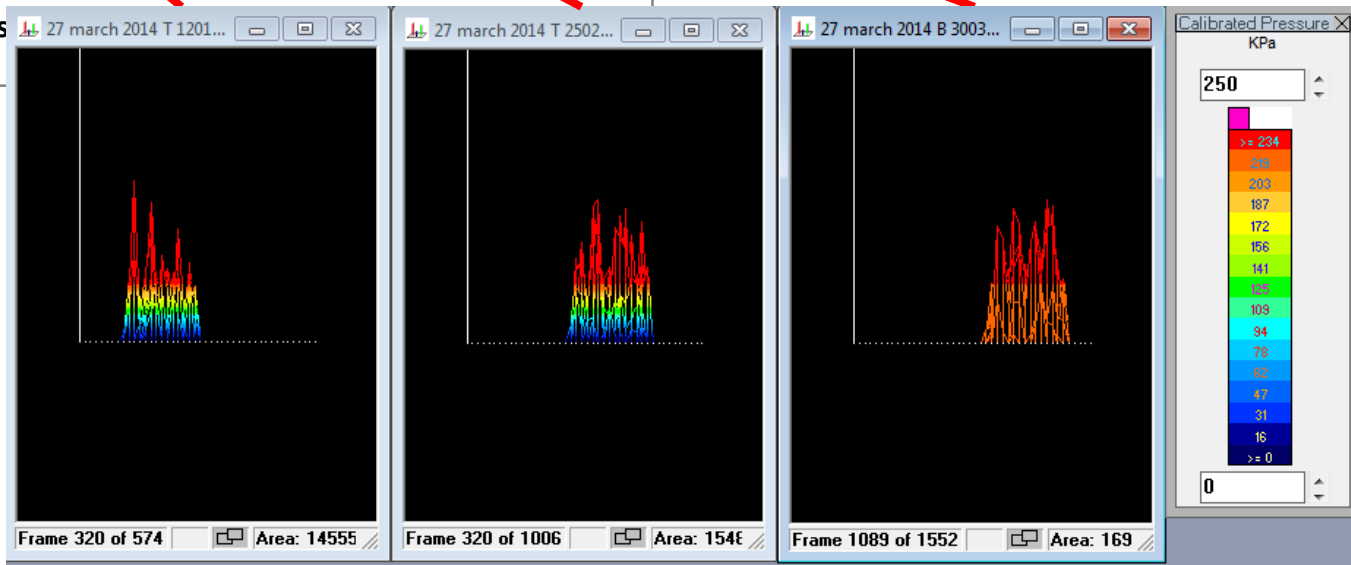 s
27 march 2014 T 1201...
27 march 2014 T 2502...
27 march 2014 B 3003...
Calibrated Pressure
KPa
250
>= 234
219
203
187
172
156
141
125
109
94
78
62
47
31
16
>= 0
0
Frame 320 of 574
Area: 14555
Frame 320 of 1006
Area: 154
Frame 1089 of 1552
Area: 169